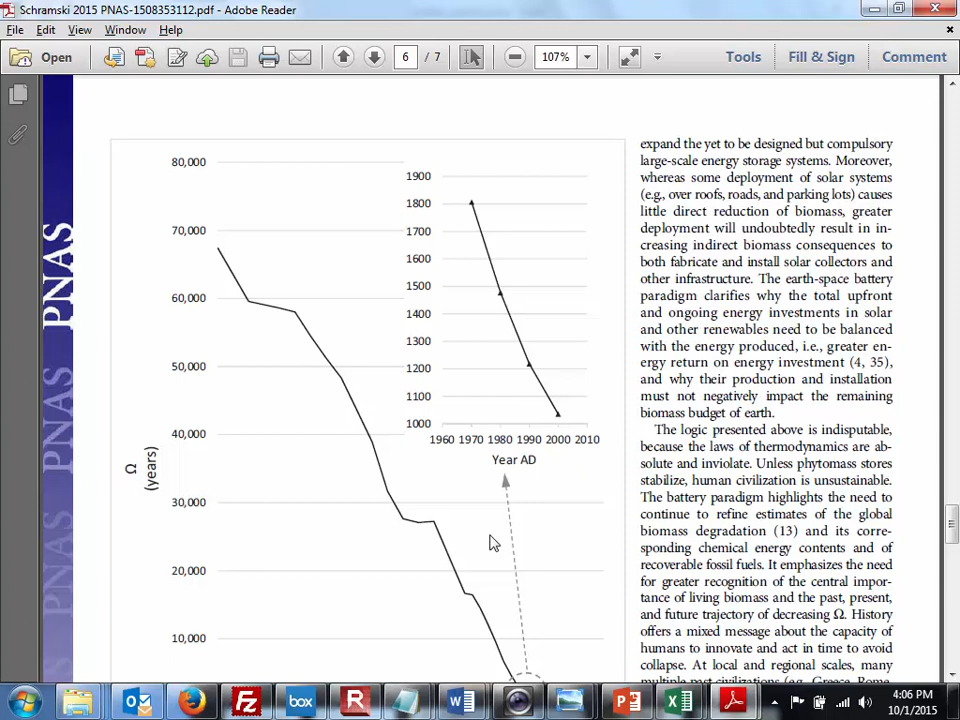 Schramski 2015 PNAS-1508353112.pdf - Adobe Reader
File Edit View Window Help
Open 6 / 7 107% Tools Fill & Sign Comment
PNAS
PNAS
PNAS
80,000
70,000
60,000
50,000
40,000
30,000
20,000
10,000
Ω
(years)
1900
1800
1700
1600
1500
1400
1300
1200
1100
1000
1960 1970 1980 1990 2000 2010
Year AD
expand the yet to be designed but compulsory
large-scale energy storage systems. Moreover,
whereas some deployment of solar systems
(e.g., over roofs, roads, and parking lots) causes
little direct reduction of biomass, greater
deployment will undoubtedly result in in-
creasing indirect biomass consequences to
both fabricate and install solar collectors and
other infrastructure. The earth-space battery
paradigm clarifies why the total upfront
and ongoing energy investments in solar
and other renewables need to be balanced
with the energy produced, i.e., greater en-
ergy return on energy investment (4, 35),
and why their production and installation
must not negatively impact the remaining
biomass budget of earth.
The logic presented above is indisputable,
because the laws of thermodynamics are ab-
solute and inviolate. Unless phytomass stores
stabilize, human civilization is unsustainable.
The battery paradigm highlights the need to
continue to refine estimates of the global
biomass degradation (13) and its corre-
sponding chemical energy contents and of
recoverable fossil fuels. It emphasizes the need
for greater recognition of the central impor-
tance of living biomass and the past, present,
and future trajectory of decreasing Ω. History
offers a mixed message about the capacity of
humans to innovate and act in time to avoid
collapse. At local and regional scales, many
multiple past civilizations (e.g., Greece, Rome,
box
4:06 PM
10/1/2015